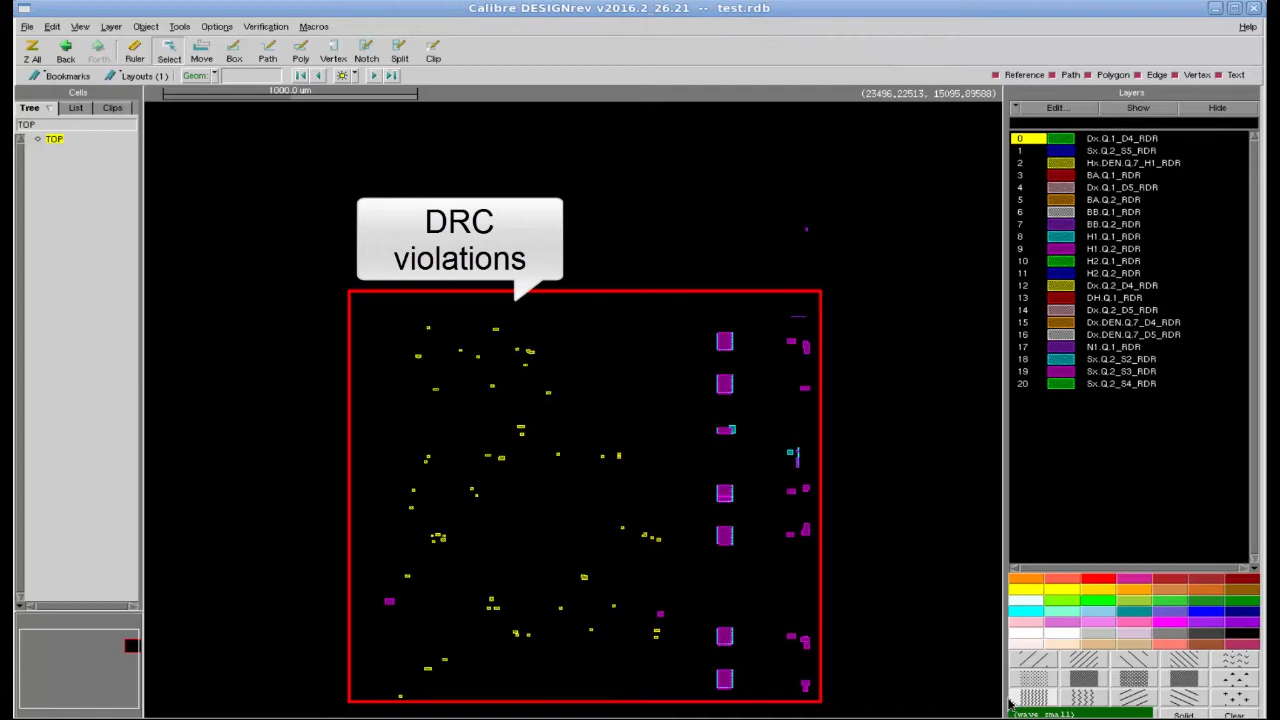 Calibre DESIGNrev v2016.2_26.21 -- test.rdb
File Edit View Layer Object Tools Options Verification Macros Help
Z All Back Forth Ruler Select Move Box Path Poly Vertex Notch Split Clip
Bookmarks Layouts (1) Geom: Reference Path Polygon Edge Vertex Text
Cells 1000.0 um (23496.22513, 15095.89588) Layers
Tree List Clips Edit... Show Hide
TOP
TOP
0 Dx.Q.1_D4_RDR
1 Sx.Q.2_S5_RDR
2 Hx.DEN.Q.7_H1_RDR
3 BA.Q.1_RDR
4 Dx.Q.1_D5_RDR
5 BA.Q.2_RDR
6 BB.Q.1_RDR
7 BB.Q.2_RDR
8 H1.Q.1_RDR
9 H1.Q.2_RDR
10 H2.Q.1_RDR
11 H2.Q.2_RDR
12 Dx.Q.2_D4_RDR
13 DH.Q.1_RDR
14 Dx.Q.2_D5_RDR
15 Dx.DEN.Q.7_D4_RDR
16 Dx.DEN.Q.7_D5_RDR
17 N1.Q.1_RDR
18 Sx.Q.2_S2_RDR
19 Sx.Q.2_S3_RDR
20 Sx.Q.2_S4_RDR
DRC
violations
(wave_small) Solid Clear